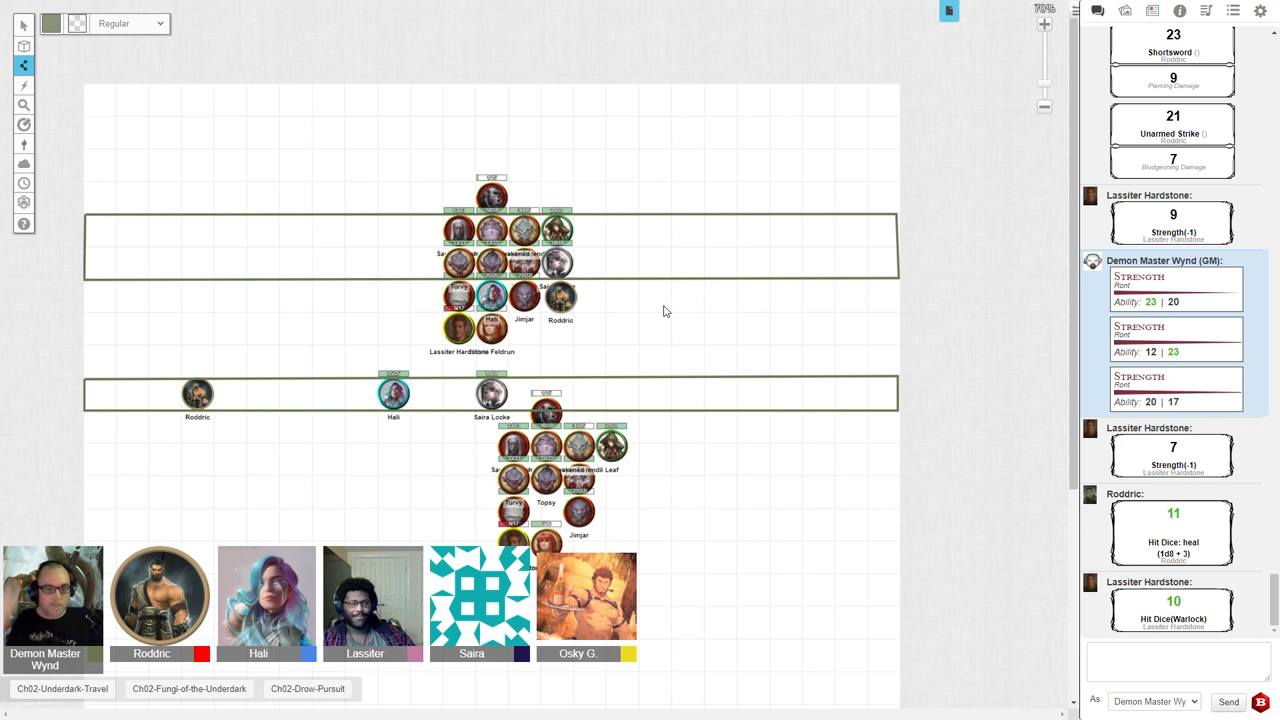 Regular
70%
23
Shortsword ()
Roddric
9
Piercing Damage
21
Unarmed Strike ()
Roddric
7
Bludgeoning Damage
Lassiter Hardstone:
9
Strength(-1)
Lassiter Hardstone
Demon Master Wynd (GM):
Strength
Ront
Ability: 23 | 20
Strength
Ront
Ability: 12 | 23
Strength
Ront
Ability: 20 | 17
Lassiter Hardstone:
7
Strength(-1)
Lassiter Hardstone
Roddric:
11
Hit Dice: heal
(1d8 + 3)
Roddric
Lassiter Hardstone:
10
Hit Dice(Warlock)
Lassiter Hardstone
As: Demon Master Wy Send
Turvy
Hali Jimjar Roddric
Feldrun
Roddric Hali Saira Locke
Leaf
Turvy Topsy
Jimjar
Demon Master
Wynd
Roddric
Hali
Lassiter
Saira
Osky G.
Ch02-Underdark-Travel Ch02-Fungi-of-the-Underdark Ch02-Drow-Pursuit